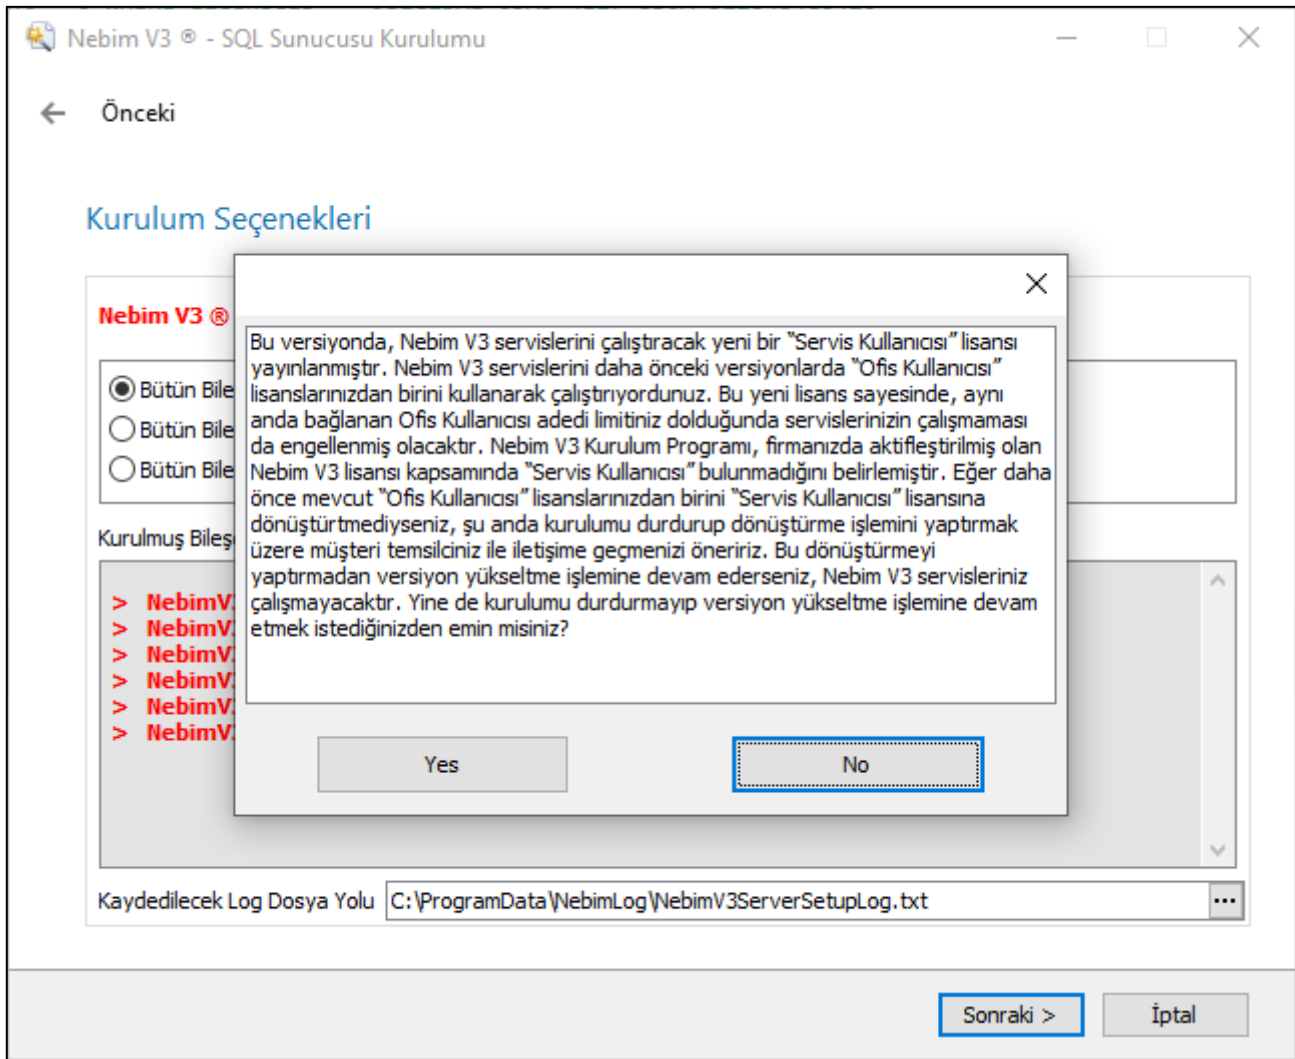 Nebim V3 ® - SQL Sunucusu Kurulumu
Önceki
Kurulum Seçenekleri
Nebim V3 ®
Bütün Bile
Bütün Bile
Bütün Bile
Kurulmuş Bileş
> NebimV
> NebimV
> NebimV
> NebimV
> NebimV
> NebimV
Bu versiyonda, Nebim V3 servislerini çalıştıracak yeni bir “Servis Kullanıcısı” lisansı
yayınlanmıştır. Nebim V3 servislerini daha önceki versiyonlarda “Ofis Kullanıcısı”
lisanslarınızdan birini kullanarak çalıştırıyordunuz. Bu yeni lisans sayesinde, aynı
anda bağlanan Ofis Kullanıcısı adedi limitiniz dolduğunda servislerinizin çalışmaması
da engellenmiş olacaktır. Nebim V3 Kurulum Programı, firmanızda aktifleştirilmiş olan
Nebim V3 lisansı kapsamında “Servis Kullanıcısı” bulunmadığını belirlemiştir. Eğer daha
önce mevcut “Ofis Kullanıcısı” lisanslarınızdan birini “Servis Kullanıcısı” lisansına
dönüştürtmediyseniz, şu anda kurulumu durdurup dönüştürme işlemini yaptırmak
üzere müşteri temsilciniz ile iletişime geçmenizi öneririz. Bu dönüştürmeyi
yaptırmadan versiyon yükseltme işlemine devam ederseniz, Nebim V3 servisleriniz
çalışmayacaktır. Yine de kurulumu durdurmayıp versiyon yükseltme işlemine devam
etmek istediğinizden emin misiniz?
Yes
No
Kaydedilecek Log Dosya Yolu C:\ProgramData\NebimLog\NebimV3ServerSetupLog.txt ...
Sonraki >
İptal